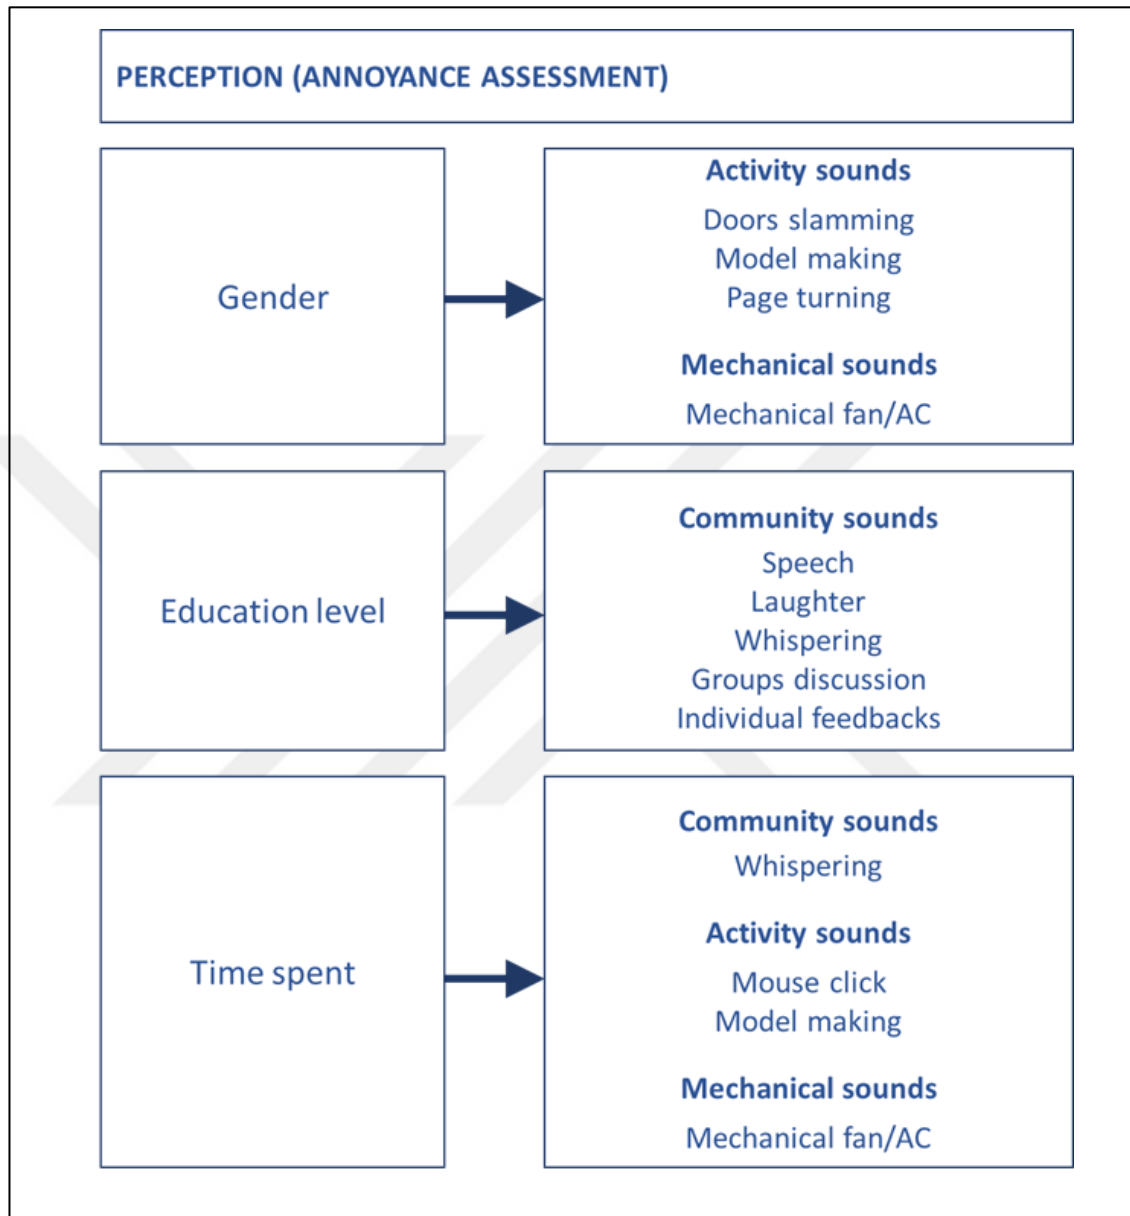 PERCEPTION (ANNOYANCE ASSESSMENT)
Gender
Activity sounds
Doors slamming
Model making
Page turning
Mechanical sounds
Mechanical fan/AC
Education level
Community sounds
Speech
Laughter
Whispering
Groups discussion
Individual feedbacks
Time spent
Community sounds
Whispering
Activity sounds
Mouse click
Model making
Mechanical sounds
Mechanical fan/AC